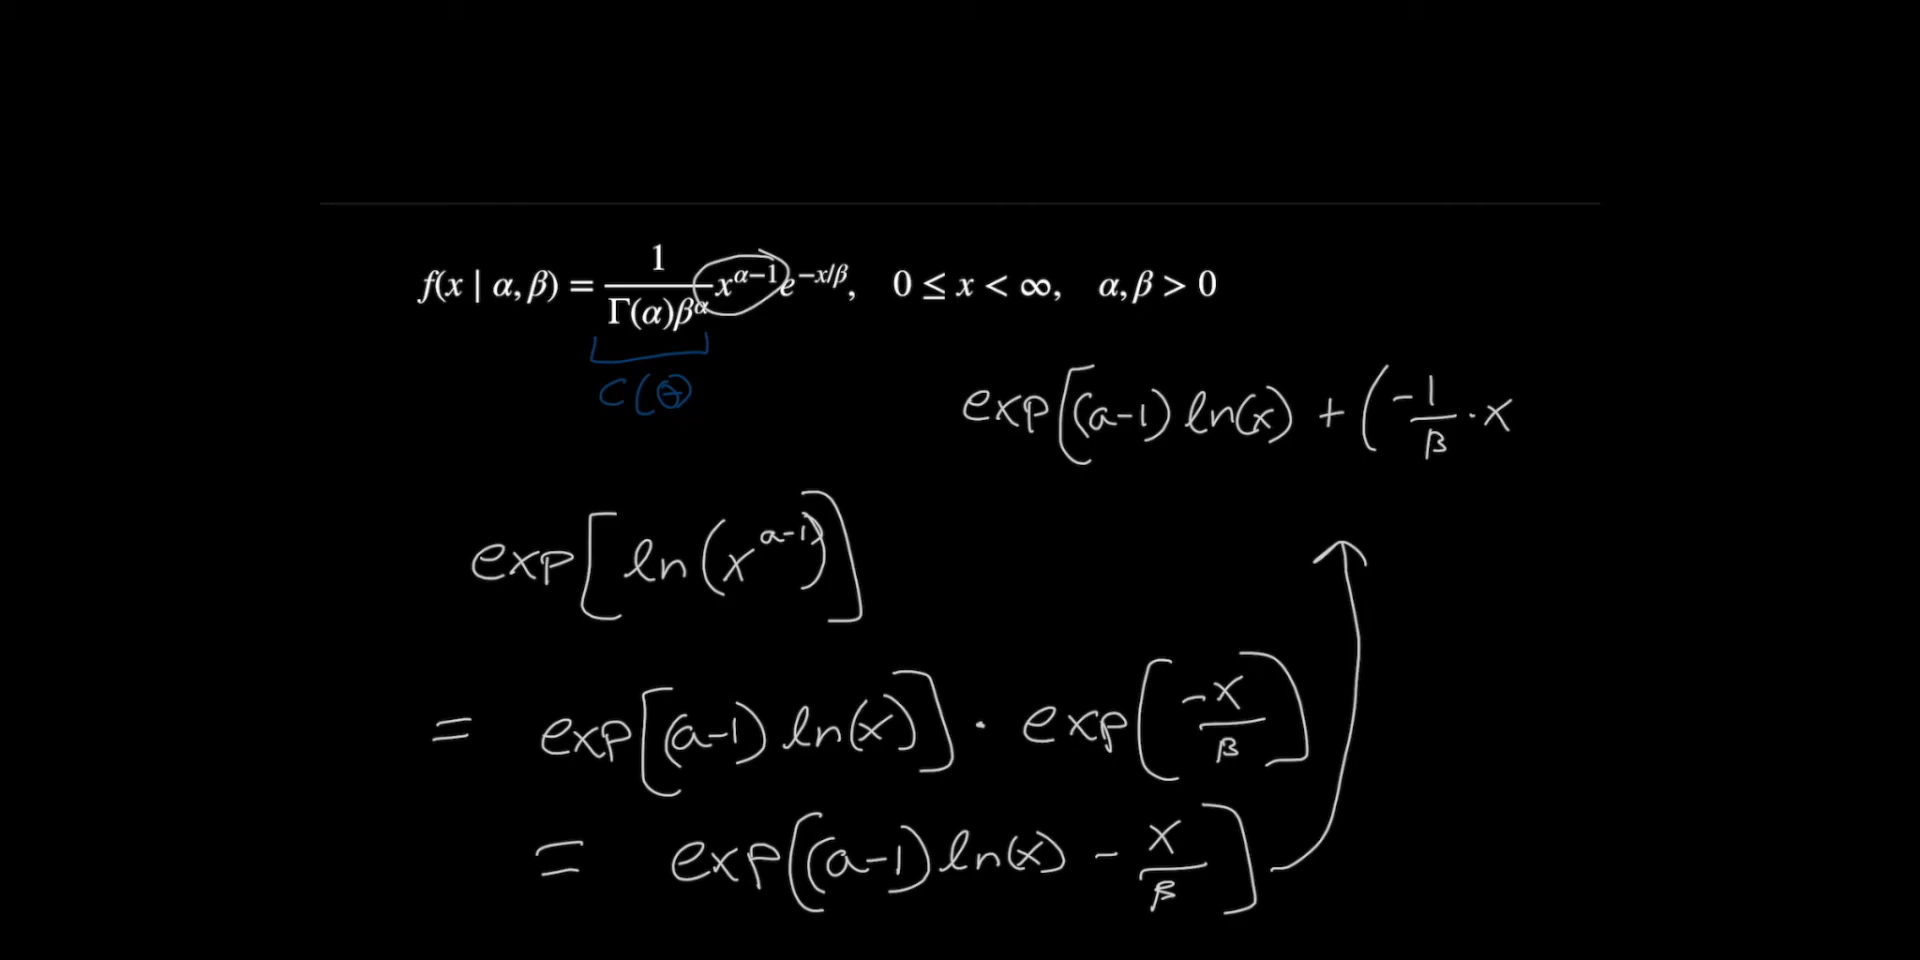 f(x | α, β) = 1/(Γ(α)β^α) x^(α−1) e^(−x/β), 0 ≤ x < ∞, α, β > 0
C(θ)
exp[(a-1) ln(x) + (-1/β · x
exp[ln(x^(a-1))]
= exp[(a-1) ln(x)] · exp[-x/β]
= exp[(a-1) ln(x) - x/β]